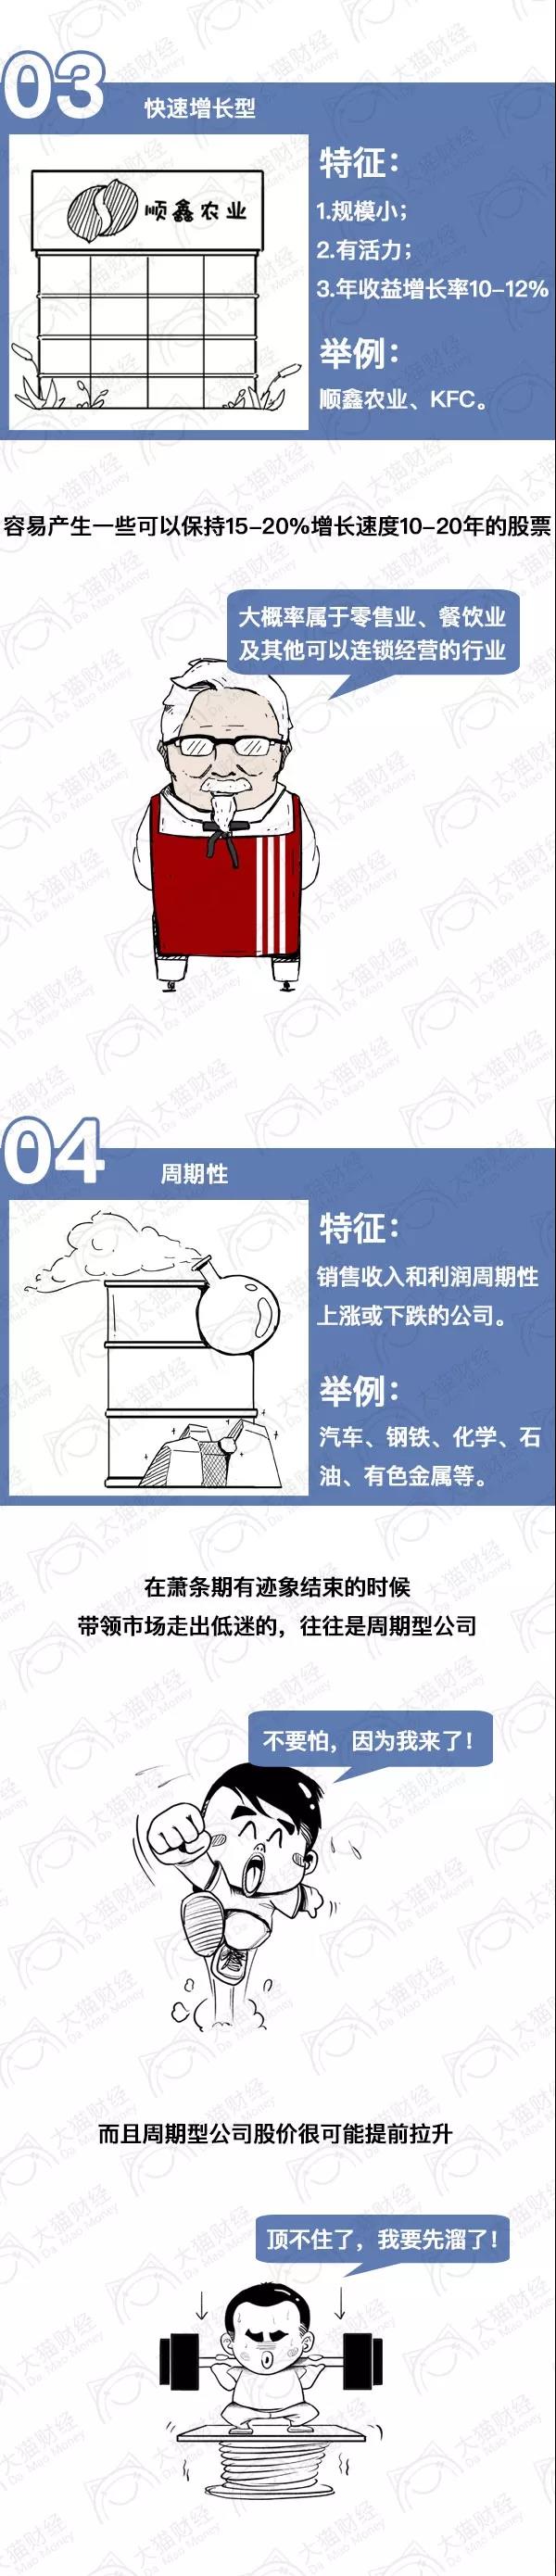 03
快速增长型
顺鑫农业
特征：
1.规模小；
2.有活力；
3.年收益增长率10-12%
举例：
顺鑫农业、KFC。
容易产生一些可以保持15-20%增长速度10-20年的股票
大概率属于零售业、餐饮业
及其他可以连锁经营的行业
04
周期性
特征：
销售收入和利润周期性
上涨或下跌的公司。
举例：
汽车、钢铁、化学、石
油、有色金属等。
在萧条期有迹象结束的时候
带领市场走出低迷的，往往是周期型公司
不要怕，因为我来了！
而且周期型公司股价很可能提前拉升
顶不住了，我要先溜了！
大猫财经
Da Mao Money